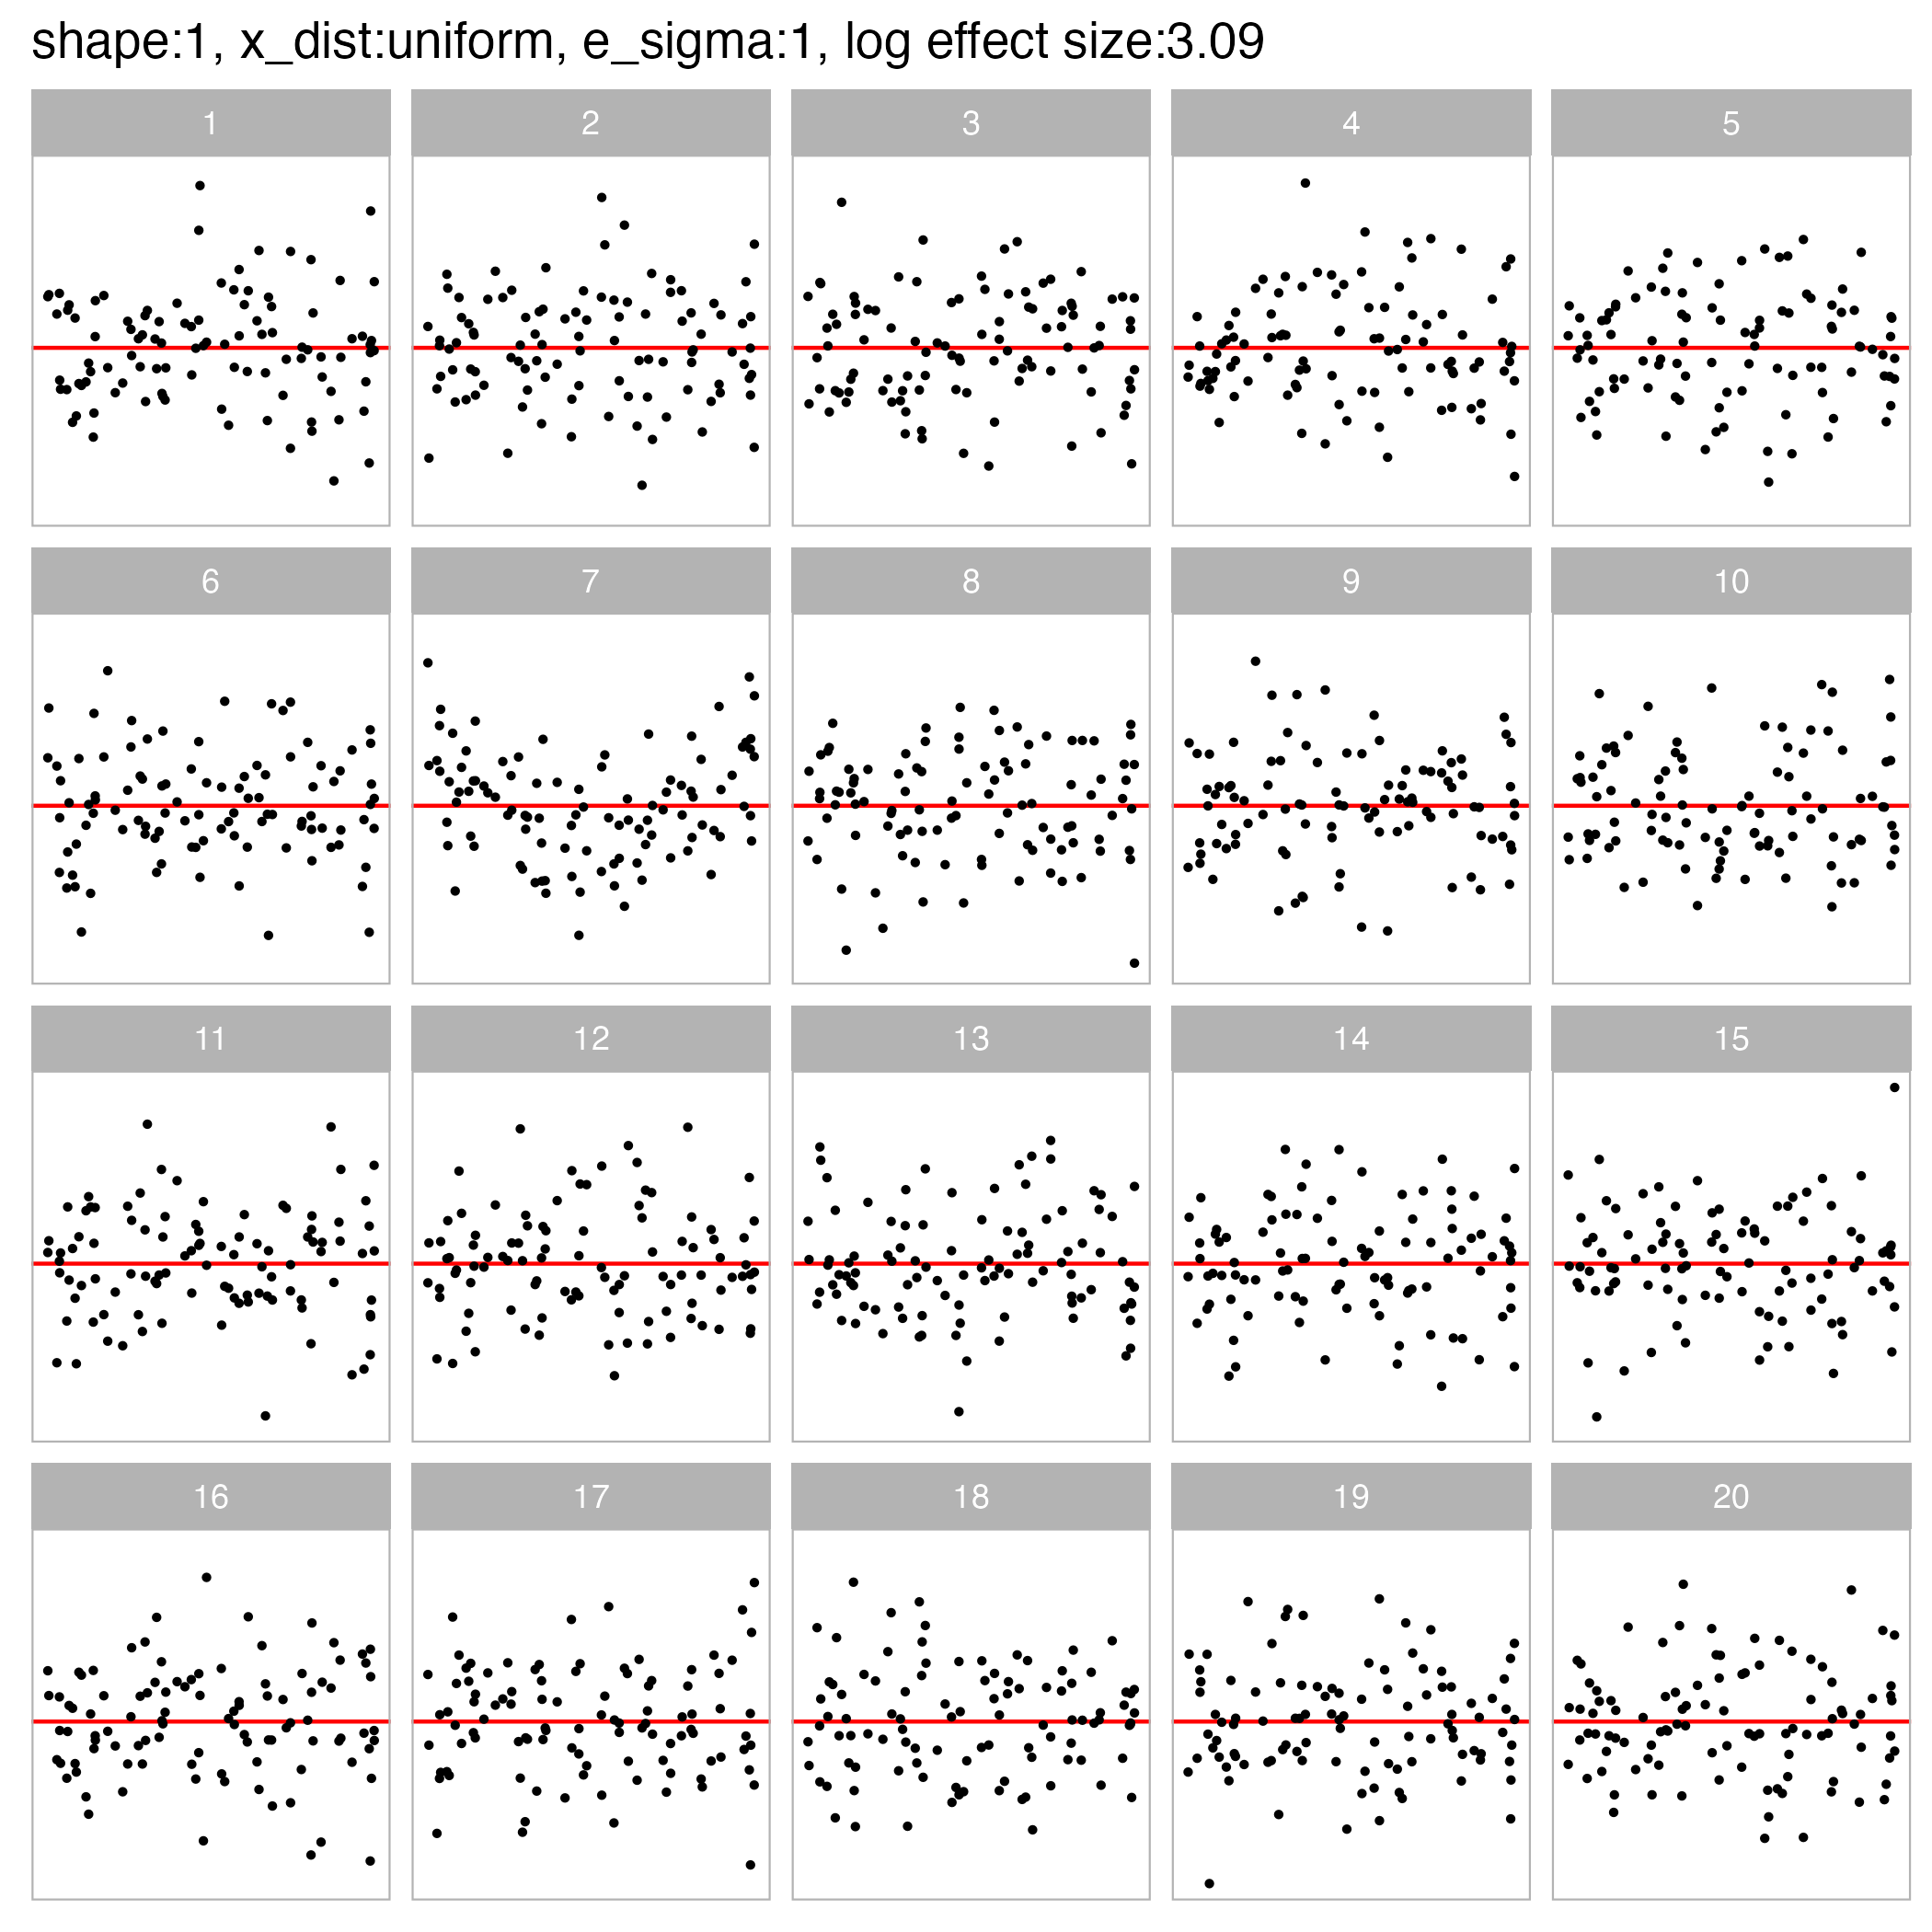 shape:1, x_dist:uniform, e_sigma:1, log effect size:3.09
1 2 3 4 5
6 7 8 9 10
11 12 13 14 15
16 17 18 19 20